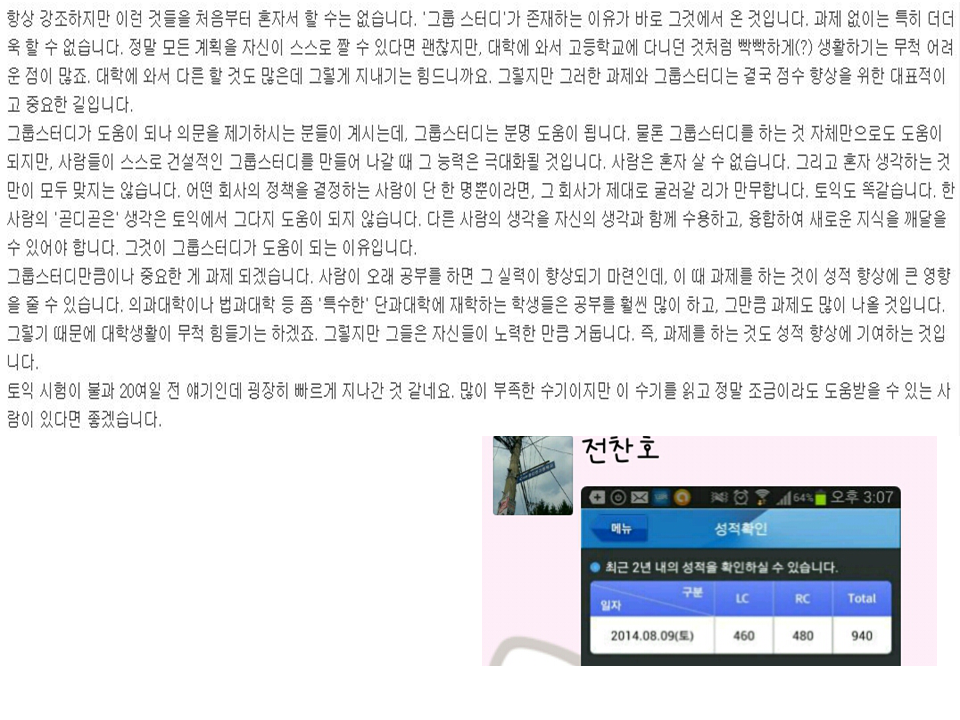 항상 강조하지만 이런 것들을 처음부터 혼자서 할 수는 없습니다. '그룹 스터디'가 존재하는 이유가 바로 그것에서 온 것입니다. 과제 없이는 특히 더더
욱 할 수 없습니다. 정말 모든 계획을 자신이 스스로 짤 수 있다면 괜찮지만, 대학에 와서 고등학교에 다니던 것처럼 빡빡하게(?) 생활하기는 무척 어려
운 점이 많죠. 대학에 와서 다른 할 것도 많은데 그렇게 지내기는 힘드니까요. 그렇지만 그러한 과제와 그룹스터디는 결국 점수 향상을 위한 대표적이
고 중요한 길입니다.
그룹스터디가 도움이 되나 의문을 제기하시는 분들이 계시는데, 그룹스터디는 분명 도움이 됩니다. 물론 그룹스터디를 하는 것 자체만으로도 도움이
되지만, 사람들이 스스로 건설적인 그룹스터디를 만들어 나갈 때 그 능력은 극대화될 것입니다. 사람은 혼자 살 수 없습니다. 그리고 혼자 생각하는 것
만이 모두 맞지는 않습니다. 어떤 회사의 정책을 결정하는 사람이 단 한 명뿐이라면, 그 회사가 제대로 굴러갈 리가 만무합니다. 토익도 똑같습니다. 한
사람의 '곧디곧은' 생각은 토익에서 그다지 도움이 되지 않습니다. 다른 사람의 생각을 자신의 생각과 함께 수용하고, 융합하여 새로운 지식을 깨달을
수 있어야 합니다. 그것이 그룹스터디가 도움이 되는 이유입니다.
그룹스터디만큼이나 중요한 게 과제 되겠습니다. 사람이 오래 공부를 하면 그 실력이 향상되기 마련인데, 이 때 과제를 하는 것이 성적 향상에 큰 영향
을 줄 수 있습니다. 의과대학이나 법과대학 등 좀 '특수한' 단과대학에 재학하는 학생들은 공부를 훨씬 많이 하고, 그만큼 과제도 많이 나올 것입니다.
그렇기 때문에 대학생활이 무척 힘들기는 하겠죠. 그렇지만 그들은 자신들이 노력한 만큼 거둡니다. 즉, 과제를 하는 것도 성적 향상에 기여하는 것입
니다.
토익 시험이 불과 20여일 전 얘기인데 굉장히 빠르게 지나간 것 같네요. 많이 부족한 수기이지만 이 수기를 읽고 정말 조금이라도 도움받을 수 있는 사
람이 있다면 좋겠습니다.
전찬호
64% 오후 3:07
메뉴 성적확인
최근 2년 내의 성적을 확인하실 수 있습니다.
구분 일자 LC RC Total
2014.08.09(토) 460 480 940